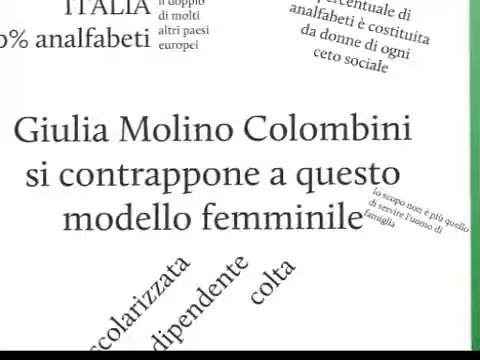 ITALIA
il doppio
di molti
altri paesi
europei
% analfabeti
percentuale di
analfabeti è costituita
da donne di ogni
ceto sociale
Giulia Molino Colombini
si contrappone a questo
modello femminile
lo scopo non è più quello
di servire l'uomo di
famiglia
scolarizzata
dipendente
colta